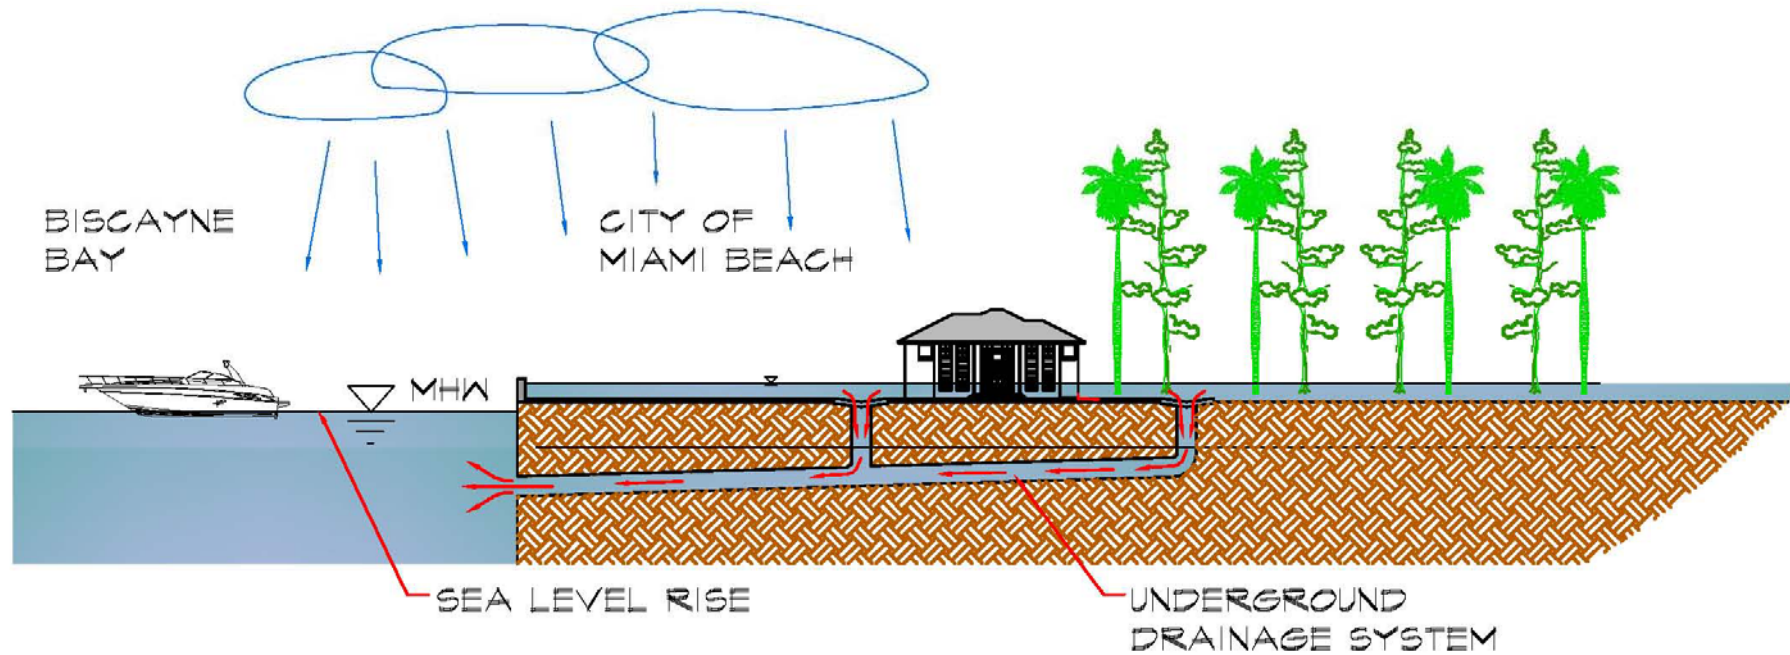 BISCAYNE
BAY
CITY OF
MIAMI BEACH
MHW
SEA LEVEL RISE
UNDERGROUND
DRAINAGE SYSTEM